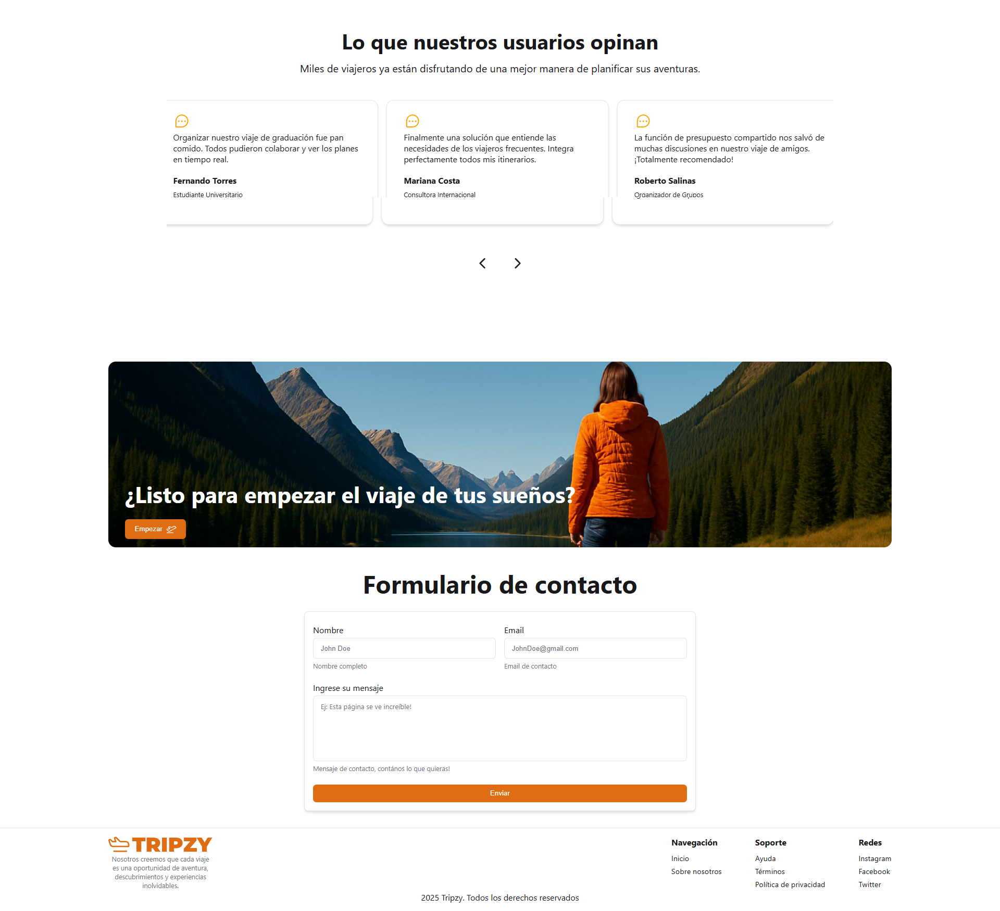 Lo que nuestros usuarios opinan
Miles de viajeros ya están disfrutando de una mejor manera de planificar sus aventuras.
Organizar nuestro viaje de graduación fue pan
comido. Todos pudieron colaborar y ver los planes
en tiempo real.
Fernando Torres
Estudiante Universitario
Finalmente una solución que entiende las
necesidades de los viajeros frecuentes. Integra
perfectamente todos mis itinerarios.
Mariana Costa
Consultora Internacional
La función de presupuesto compartido nos salvó de
muchas discusiones en nuestro viaje de amigos.
¡Totalmente recomendado!
Roberto Salinas
Organizador de Grupos
¿Listo para empezar el viaje de tus sueños?
Empezar
Formulario de contacto
Nombre
John Doe
Nombre completo
Email
JohnDoe@gmail.com
Email de contacto
Ingrese su mensaje
Ej: Esta página se ve increíble!
Mensaje de contacto, contános lo que quieras!
Enviar
TRIPZY
Nosotros creemos que cada viaje
es una oportunidad de aventura,
descubrimientos y experiencias
inolvidables.
Navegación
Inicio
Sobre nosotros
Soporte
Ayuda
Términos
Política de privacidad
Redes
Instagram
Facebook
Twitter
2025 Tripzy. Todos los derechos reservados